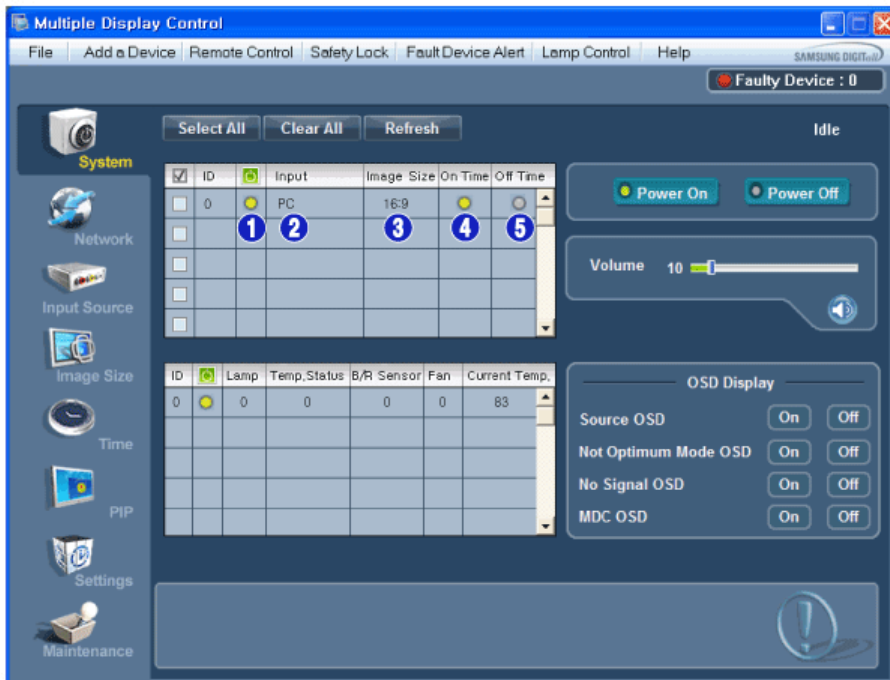 Multiple Display Control
File Add a Device Remote Control Safety Lock Fault Device Alert Lamp Control Help
SAMSUNG DIGITall
Faulty Device : 0
System
Network
Input Source
Image Size
Time
PIP
Settings
Maintenance
Select All Clear All Refresh
Idle
ID Input Image Size On Time Off Time
0 PC 16:9
1 2 3 4 5
Power On Power Off
Volume 10
ID Lamp Temp.Status B/R Sensor Fan Current Temp.
0 0 0 0 0 83
OSD Display
Source OSD On Off
Not Optimum Mode OSD On Off
No Signal OSD On Off
MDC OSD On Off